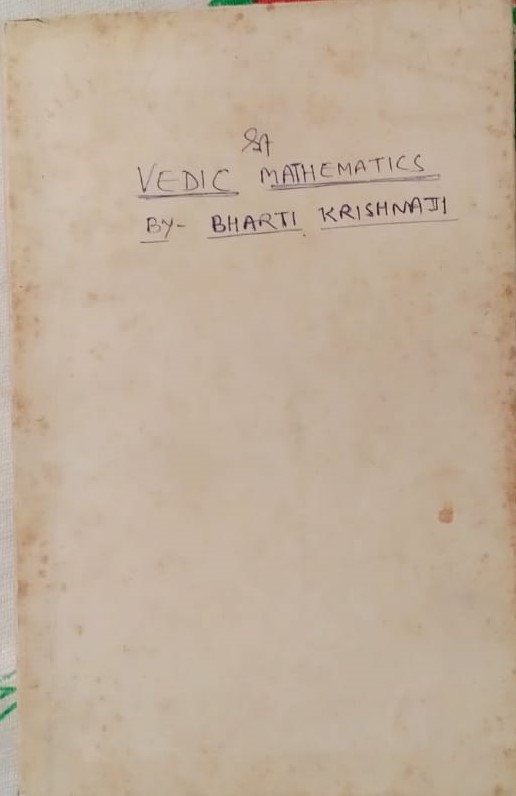 श्री
VEDIC MATHEMATICS
BY- BHARTI KRISHNAJI